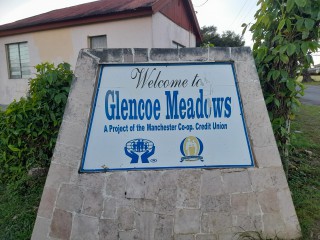 Welcome to
Glencoe Meadows
A Project of the Manchester Co-op. Credit Union